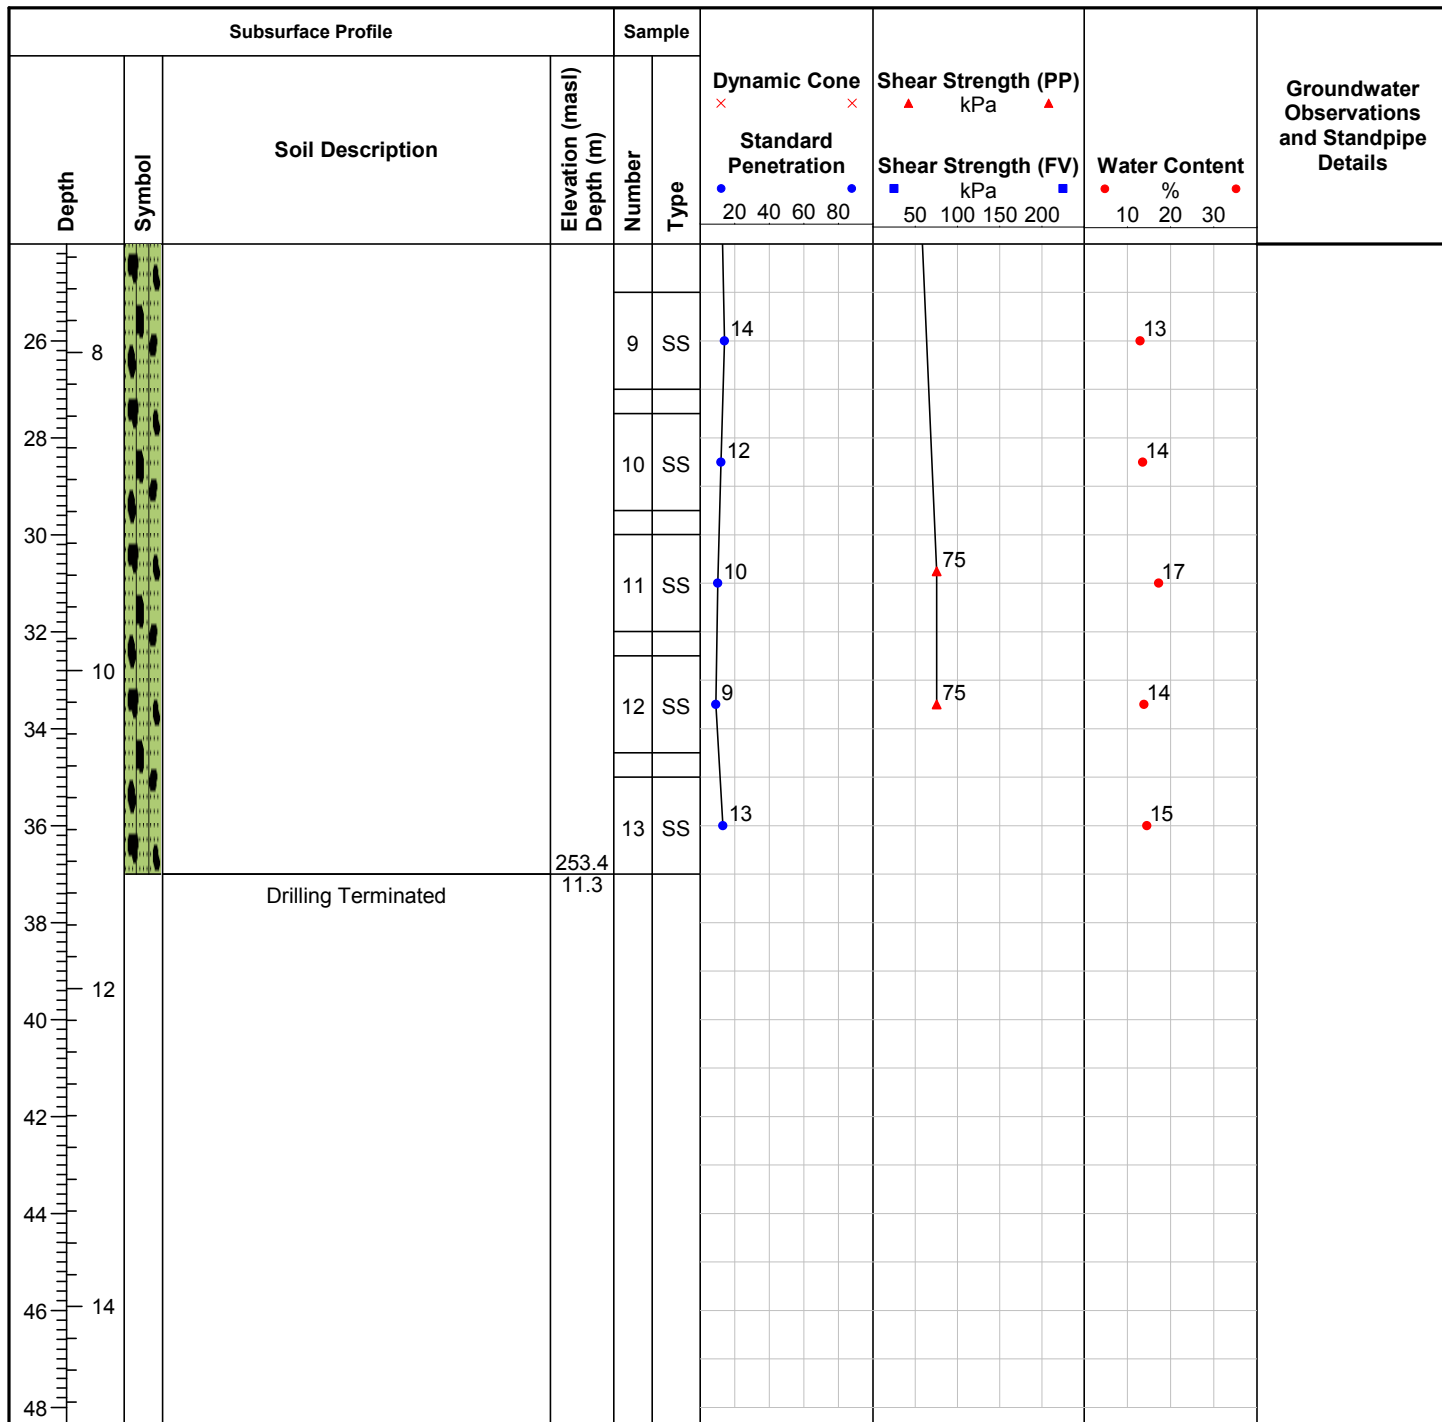 Subsurface Profile
Sample
Depth
Symbol
Soil Description
Elevation (masl)
Depth (m)
Number
Type
Dynamic Cone
Standard
Penetration
20 40 60 80
Shear Strength (PP)
kPa
Shear Strength (FV)
kPa
50 100 150 200
Water Content
%
10 20 30
Groundwater
Observations
and Standpipe
Details
26 8 9 SS 14 13
28 10 SS 12 14
30 11 SS 10 75 17
32
10 12 SS 9 75 14
34
36 13 SS 13 15
253.4
Drilling Terminated 11.3
38
12
40
42
44
46 14
48